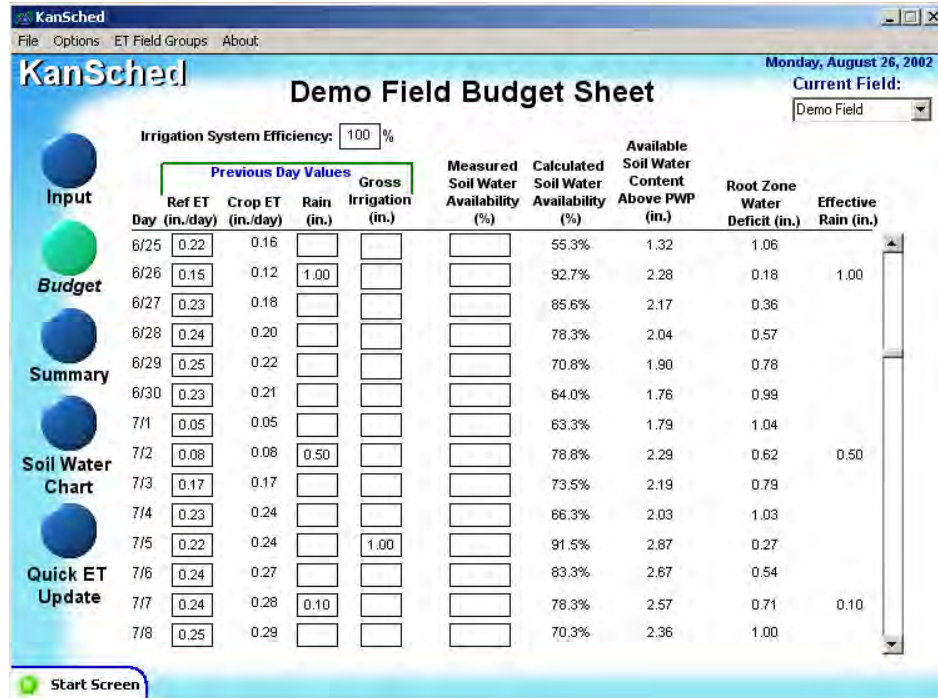 KanSched
File Options ET Field Groups About
KanSched
Monday, August 26, 2002
Current Field:
Demo Field
Demo Field Budget Sheet
Irrigation System Efficiency: 100 %
Previous Day Values
Day
Ref ET (in./day)
Crop ET (in./day)
Rain (in.)
Gross Irrigation (in.)
Measured Soil Water Availability (%)
Calculated Soil Water Availability (%)
Available Soil Water Content Above PWP (in.)
Root Zone Water Deficit (in.)
Effective Rain (in.)
6/25 0.22 0.16 55.3% 1.32 1.06
6/26 0.15 0.12 1.00 92.7% 2.28 0.18 1.00
6/27 0.23 0.18 85.6% 2.17 0.36
6/28 0.24 0.20 78.3% 2.04 0.57
6/29 0.25 0.22 70.8% 1.90 0.78
6/30 0.23 0.21 64.0% 1.76 0.99
7/1 0.05 0.05 63.3% 1.79 1.04
7/2 0.08 0.08 0.50 78.8% 2.29 0.62 0.50
7/3 0.17 0.17 73.5% 2.19 0.79
7/4 0.23 0.24 66.3% 2.03 1.03
7/5 0.22 0.24 1.00 91.5% 2.87 0.27
7/6 0.24 0.27 83.3% 2.67 0.54
7/7 0.24 0.28 0.10 78.3% 2.57 0.71 0.10
7/8 0.25 0.29 70.3% 2.36 1.00
Input
Budget
Summary
Soil Water
Chart
Quick ET
Update
Start Screen